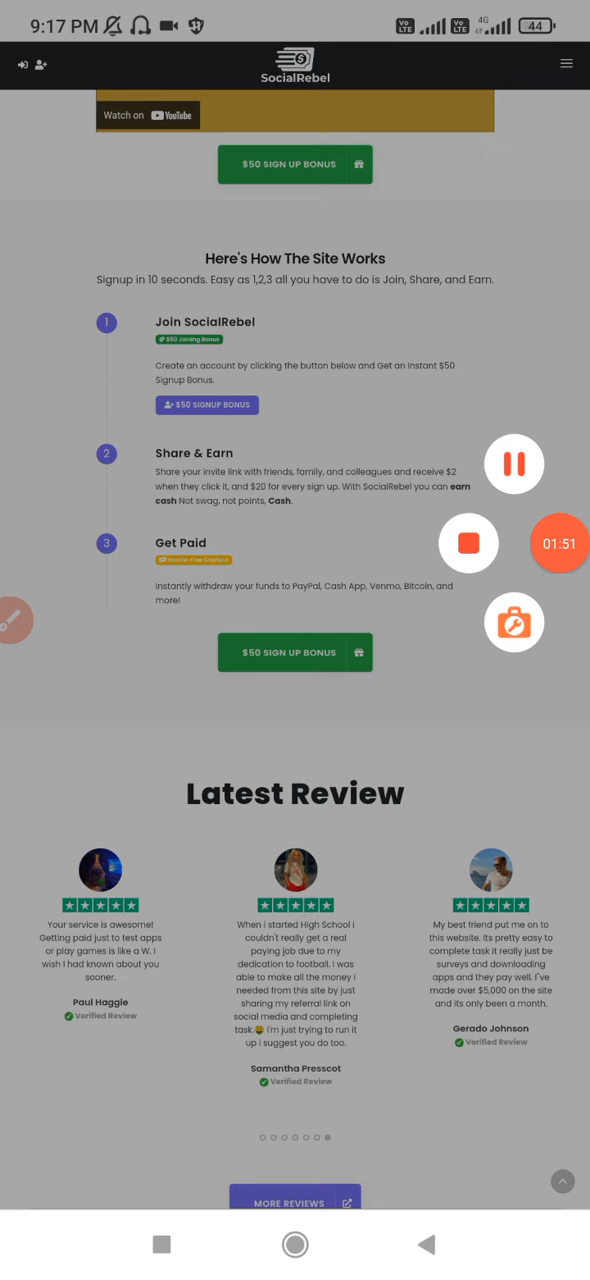 9:17 PM
Vo LTE Vo LTE 4G 44
SocialRebel
Watch on YouTube
$50 SIGN UP BONUS
Here's How The Site Works
Signup in 10 seconds. Easy as 1,2,3 all you have to do is Join, Share, and Earn.
1
Join SocialRebel
$50 Joining Bonus
Create an account by clicking the button below and Get an Instant $50
Signup Bonus.
$50 SIGNUP BONUS
2
Share & Earn
Share your invite link with friends, family, and colleagues and receive $2
when they click it, and $20 for every sign up. With SocialRebel you can earn
cash Not swag, not points, Cash.
01:51
3
Get Paid
Hassle-Free Cashout
Instantly withdraw your funds to PayPal, Cash App, Venmo, Bitcoin, and
more!
$50 SIGN UP BONUS
Latest Review
Your service is awesome!
Getting paid just to test apps
or play games is like a W. I
wish I had known about you
sooner.
Paul Haggie
Verified Review
When i started High School i
couldn't really get a real
paying job due to my
dedication to football. I was
able to make all the money i
needed from this site by just
sharing my referral link on
social media and completing
task.🤑 I'm just trying to run it
up i suggest you do too.
Samantha Presscot
Verified Review
My best friend put me on to
this website. Its pretty easy to
complete task it really just be
surveys and downloading
apps and they pay well. I've
made over $5,000 on the site
and its only been a month.
Gerado Johnson
Verified Review
MORE REVIEWS